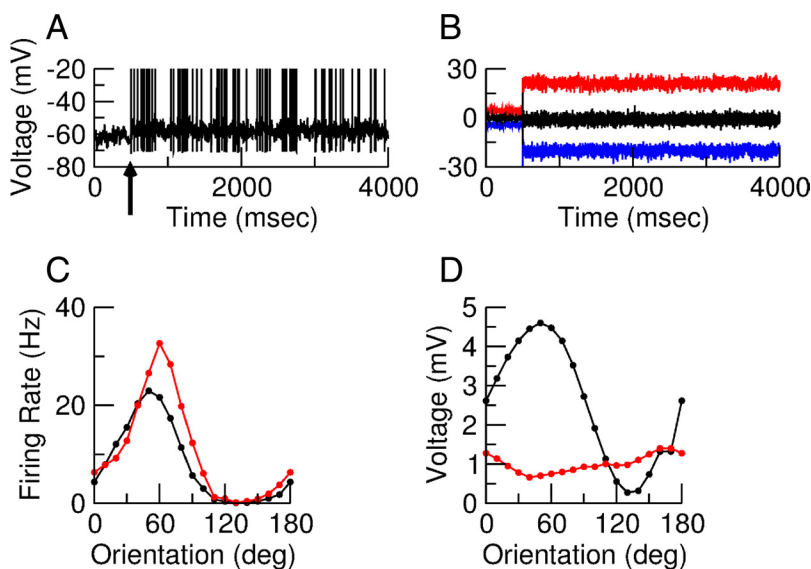 A
Voltage (mV)
-20
-40
-60
-80
0
2000
4000
Time (msec)
B
30
0
-30
0
2000
4000
Time (msec)
C
Firing Rate (Hz)
40
20
0
0
60
120
180
Orientation (deg)
D
Voltage (mV)
5
4
3
2
1
0
0
60
120
180
Orientation (deg)